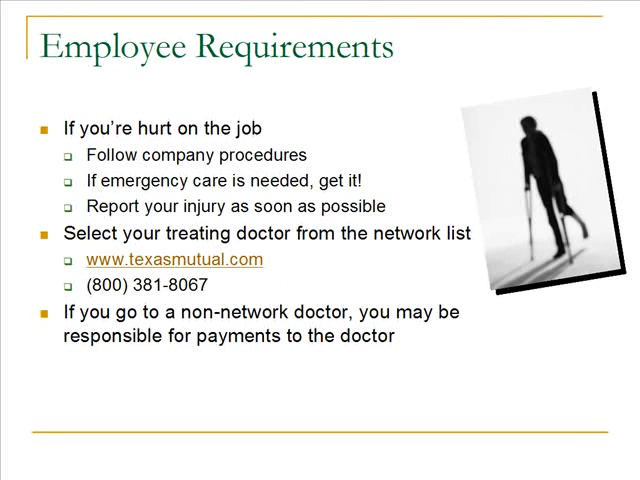 Employee Requirements
If you're hurt on the job
Follow company procedures
If emergency care is needed, get it!
Report your injury as soon as possible
Select your treating doctor from the network list
www.texasmutual.com
(800) 381-8067
If you go to a non-network doctor, you may be
responsible for payments to the doctor